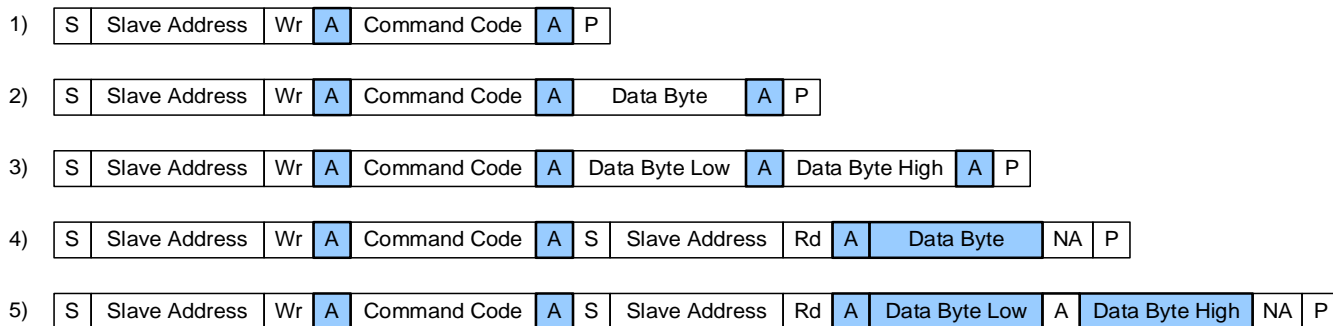 1) S Slave Address Wr A Command Code A P
2) S Slave Address Wr A Command Code A Data Byte A P
3) S Slave Address Wr A Command Code A Data Byte Low A Data Byte High A P
4) S Slave Address Wr A Command Code A S Slave Address Rd A Data Byte NA P
5) S Slave Address Wr A Command Code A S Slave Address Rd A Data Byte Low A Data Byte High NA P